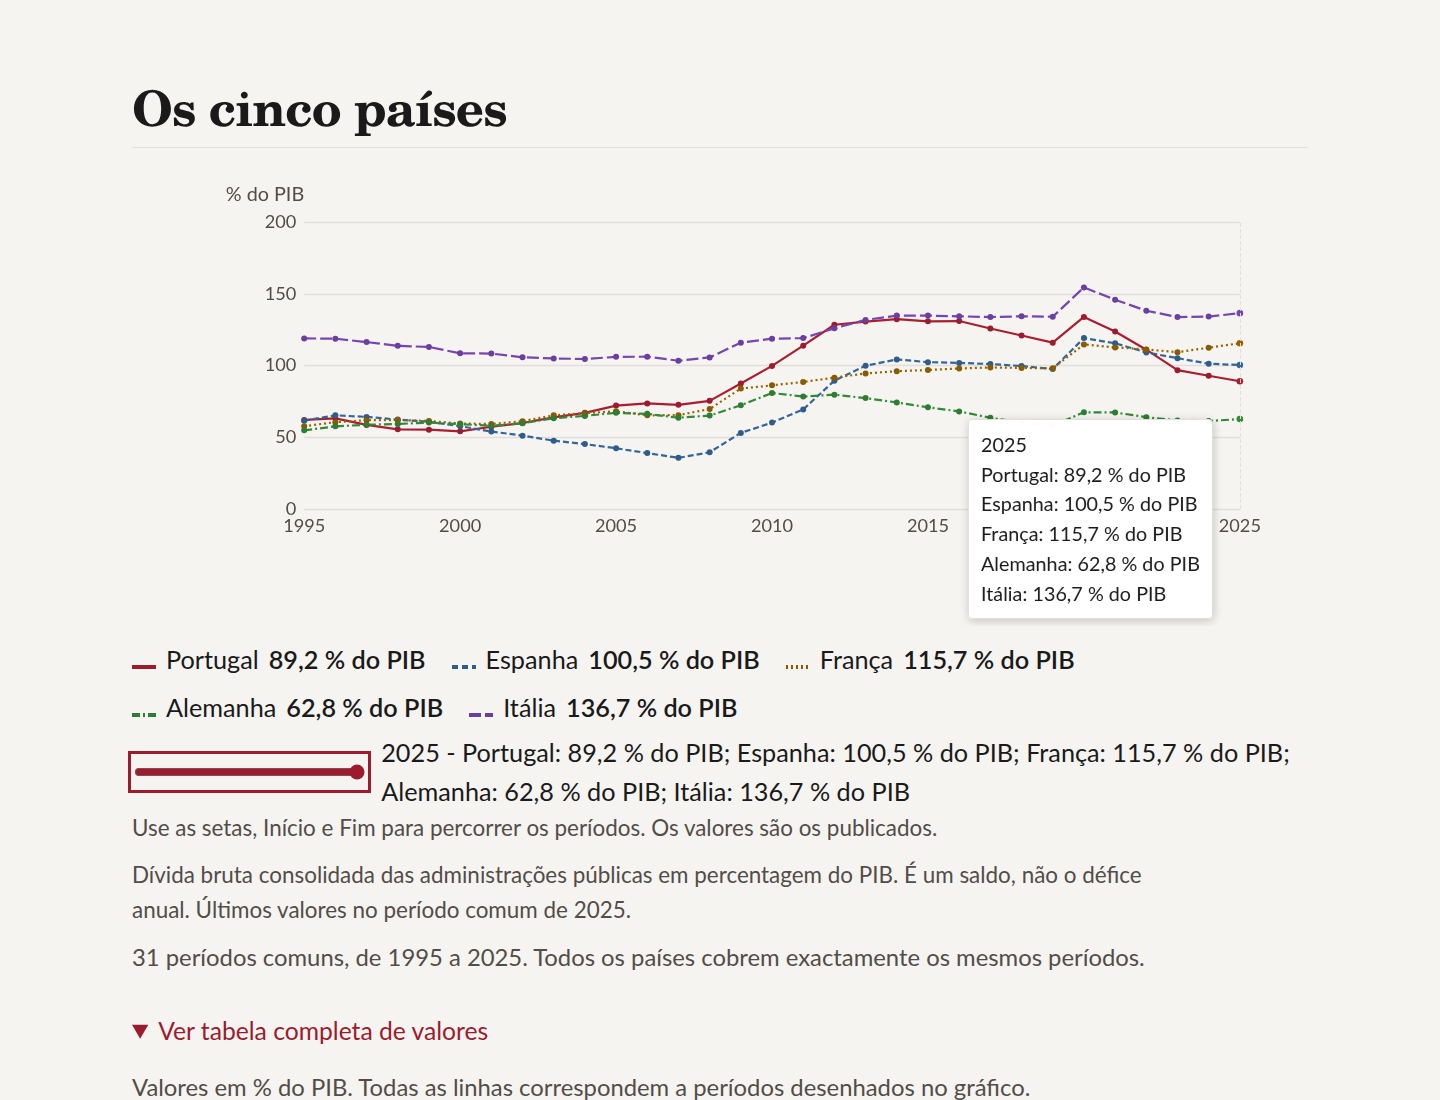 Os cinco países
% do PIB
200
150
100
50
0
1995 2000 2005 2010 2015 2025
2025
Portugal: 89,2 % do PIB
Espanha: 100,5 % do PIB
França: 115,7 % do PIB
Alemanha: 62,8 % do PIB
Itália: 136,7 % do PIB
Portugal 89,2 % do PIB Espanha 100,5 % do PIB França 115,7 % do PIB
Alemanha 62,8 % do PIB Itália 136,7 % do PIB
2025 - Portugal: 89,2 % do PIB; Espanha: 100,5 % do PIB; França: 115,7 % do PIB;
Alemanha: 62,8 % do PIB; Itália: 136,7 % do PIB
Use as setas, Início e Fim para percorrer os períodos. Os valores são os publicados.
Dívida bruta consolidada das administrações públicas em percentagem do PIB. É um saldo, não o défice
anual. Últimos valores no período comum de 2025.
31 períodos comuns, de 1995 a 2025. Todos os países cobrem exactamente os mesmos períodos.
▼ Ver tabela completa de valores
Valores em % do PIB. Todas as linhas correspondem a períodos desenhados no gráfico.